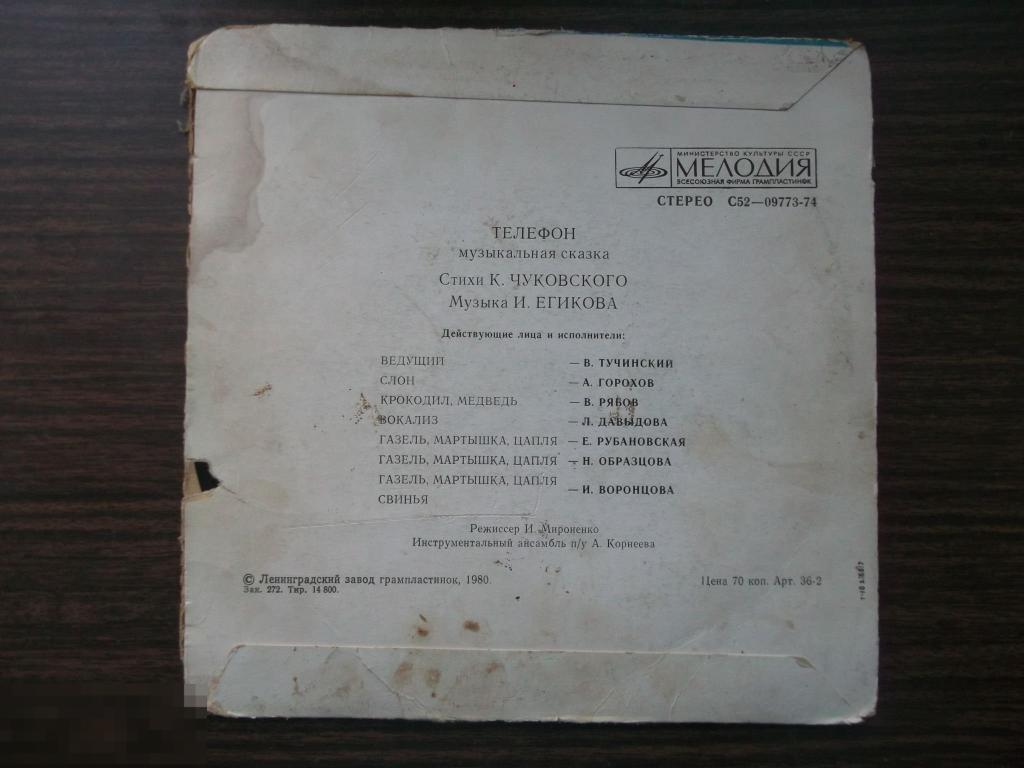 МИНИСТЕРСТВО КУЛЬТУРЫ СССР
МЕЛОДИЯ
ВСЕСОЮЗНАЯ ФИРМА ГРАМПЛАСТИНОК
СТЕРЕО С52—09773-74
ТЕЛЕФОН
музыкальная сказка
Стихи К. ЧУКОВСКОГО
Музыка И. ЕГИКОВА
Действующие лица и исполнители:
ВЕДУЩИЙ — В. ТУЧИНСКИЙ
СЛОН — А. ГОРОХОВ
КРОКОДИЛ, МЕДВЕДЬ — В. РЯБОВ
ВОКАЛИЗ — Л. ДАВЫДОВА
ГАЗЕЛЬ, МАРТЫШКА, ЦАПЛЯ — Е. РУБАНОВСКАЯ
ГАЗЕЛЬ, МАРТЫШКА, ЦАПЛЯ — Н. ОБРАЗЦОВА
ГАЗЕЛЬ, МАРТЫШКА, ЦАПЛЯ
СВИНЬЯ — И. ВОРОНЦОВА
Режиссер И. Мироненко
Инструментальный ансамбль п/у А. Корнеева
© Ленинградский завод грампластинок, 1980.
Зак. 272. Тир. 14 800.
Цена 70 коп. Арт. 36-2